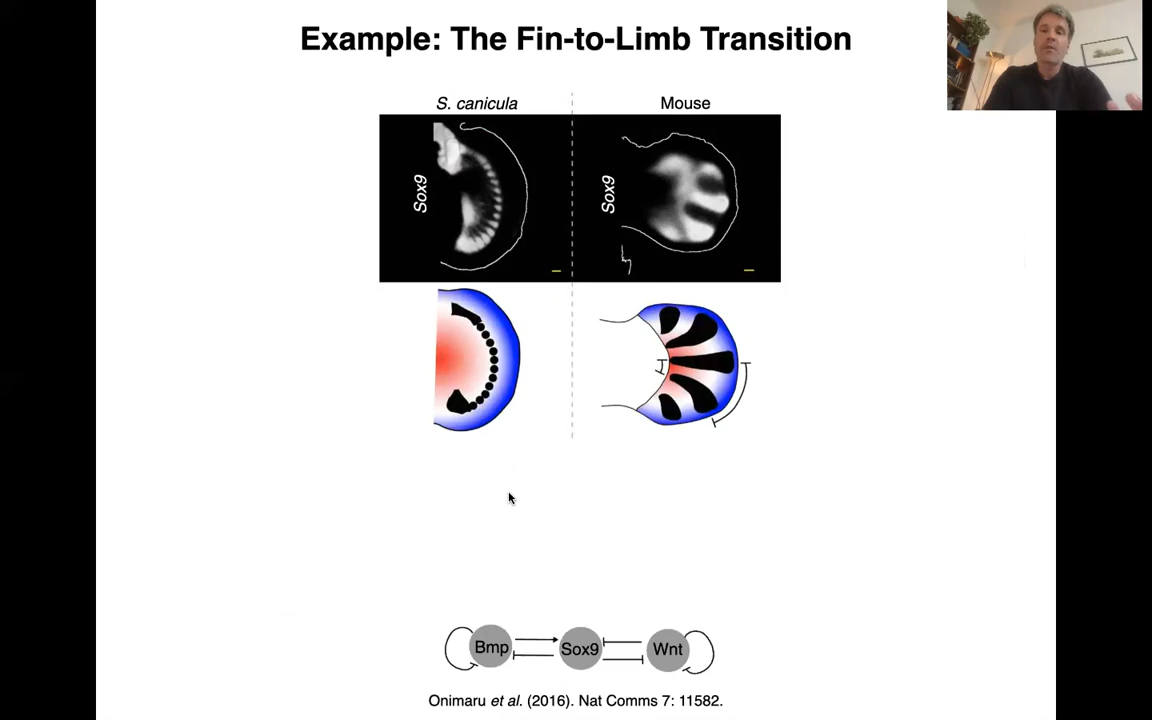 Example: The Fin-to-Limb Transition
S. canicula
Mouse
Sox9
Sox9
Bmp
Sox9
Wnt
Onimaru et al. (2016). Nat Comms 7: 11582.